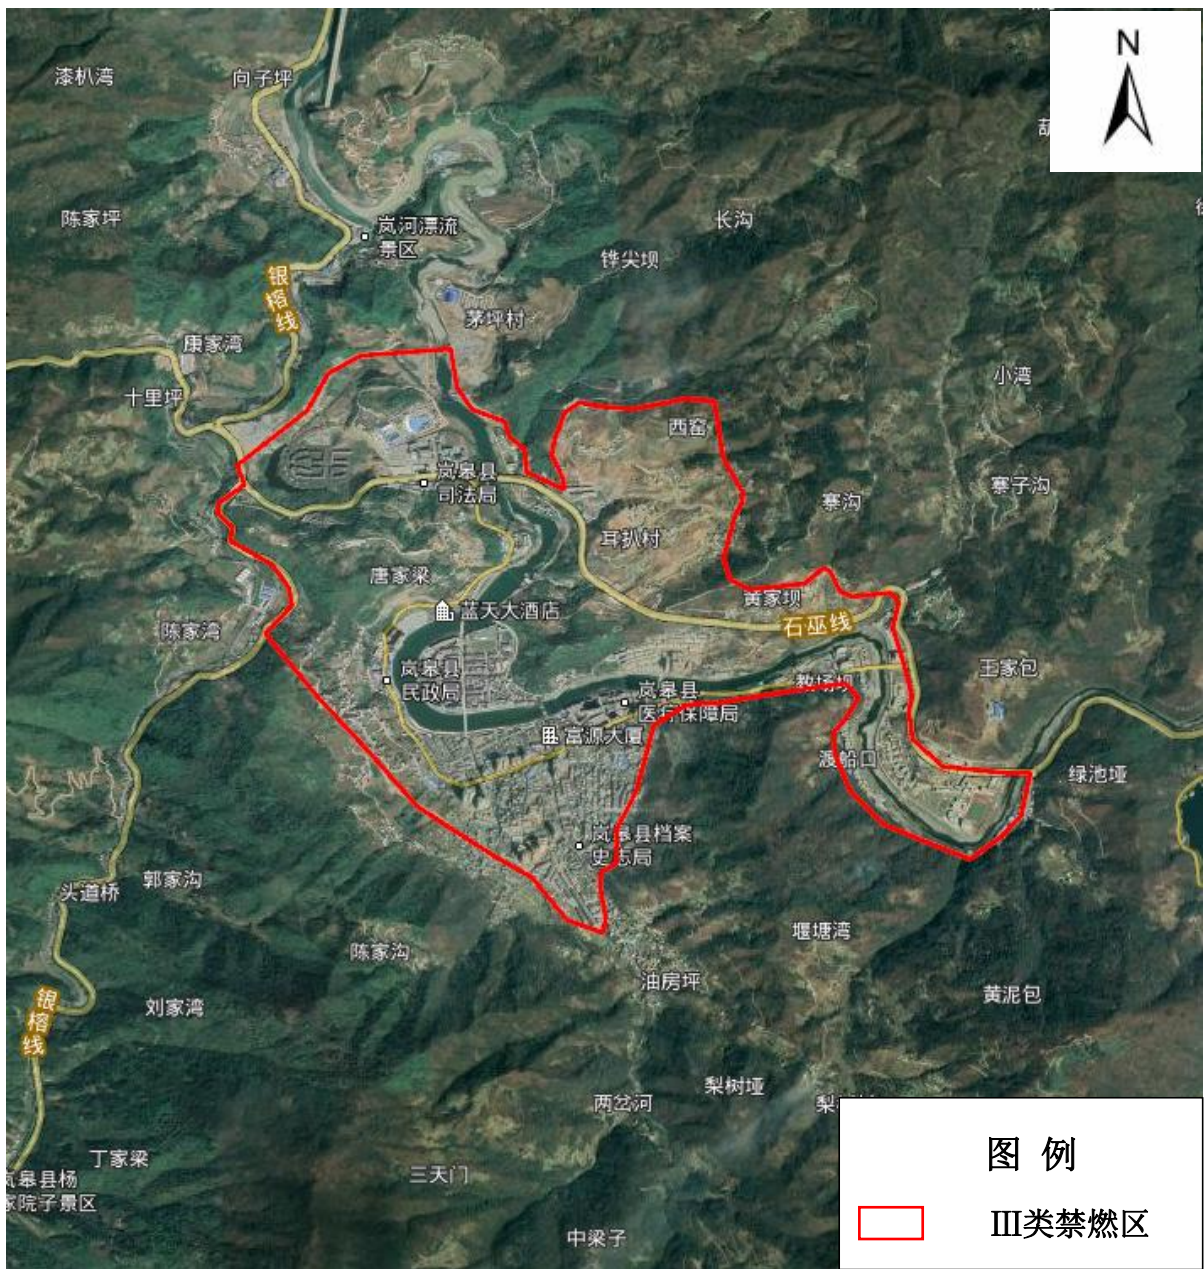 N
漆朳湾
向子坪
陈家坪
岚河漂流
景区
长沟
铧尖坝
银榕线
茅坪村
康家湾
十里坪
小湾
西窑
岚皋县
司法局
寨子沟
寨沟
耳扒村
唐家梁
黄家坝
蓝天大酒店
石巫线
陈家湾
岚皋县
民政局
王家包
教场坝
岚皋县
医疗保障局
富源大厦
渡船口
绿池垭
岚皋县档案
史志局
头道桥
郭家沟
堰塘湾
陈家沟
油房坪
黄泥包
银榕线
刘家湾
梨树垭
两岔河
梨
丁家梁
三天门
岚皋县杨
家院子景区
中梁子
图 例
III类禁燃区